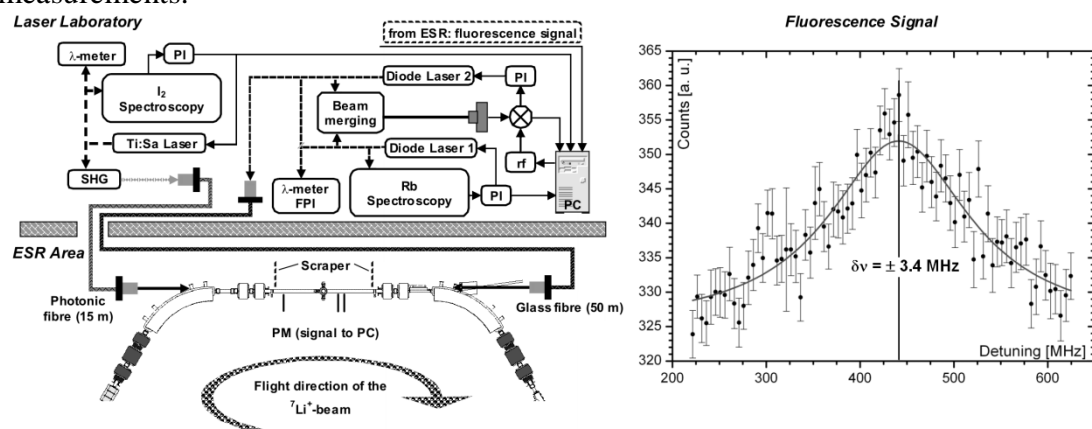 measurements.
Laser Laboratory
from ESR: fluorescence signal
λ-meter
PI
I2
Spectroscopy
Ti:Sa Laser
SHG
Diode Laser 2
PI
Beam
merging
Diode Laser 1
rf
λ-meter
FPI
Rb
Spectroscopy
PI
PC
ESR Area
Scraper
Photonic
fibre (15 m)
Glass fibre (50 m)
PM (signal to PC)
Flight direction of the
7Li+-beam
Fluorescence Signal
Counts [a. u.]
365
360
355
350
345
340
335
330
325
320
δν = ± 3.4 MHz
Detuning [MHz]
200
300
400
500
600